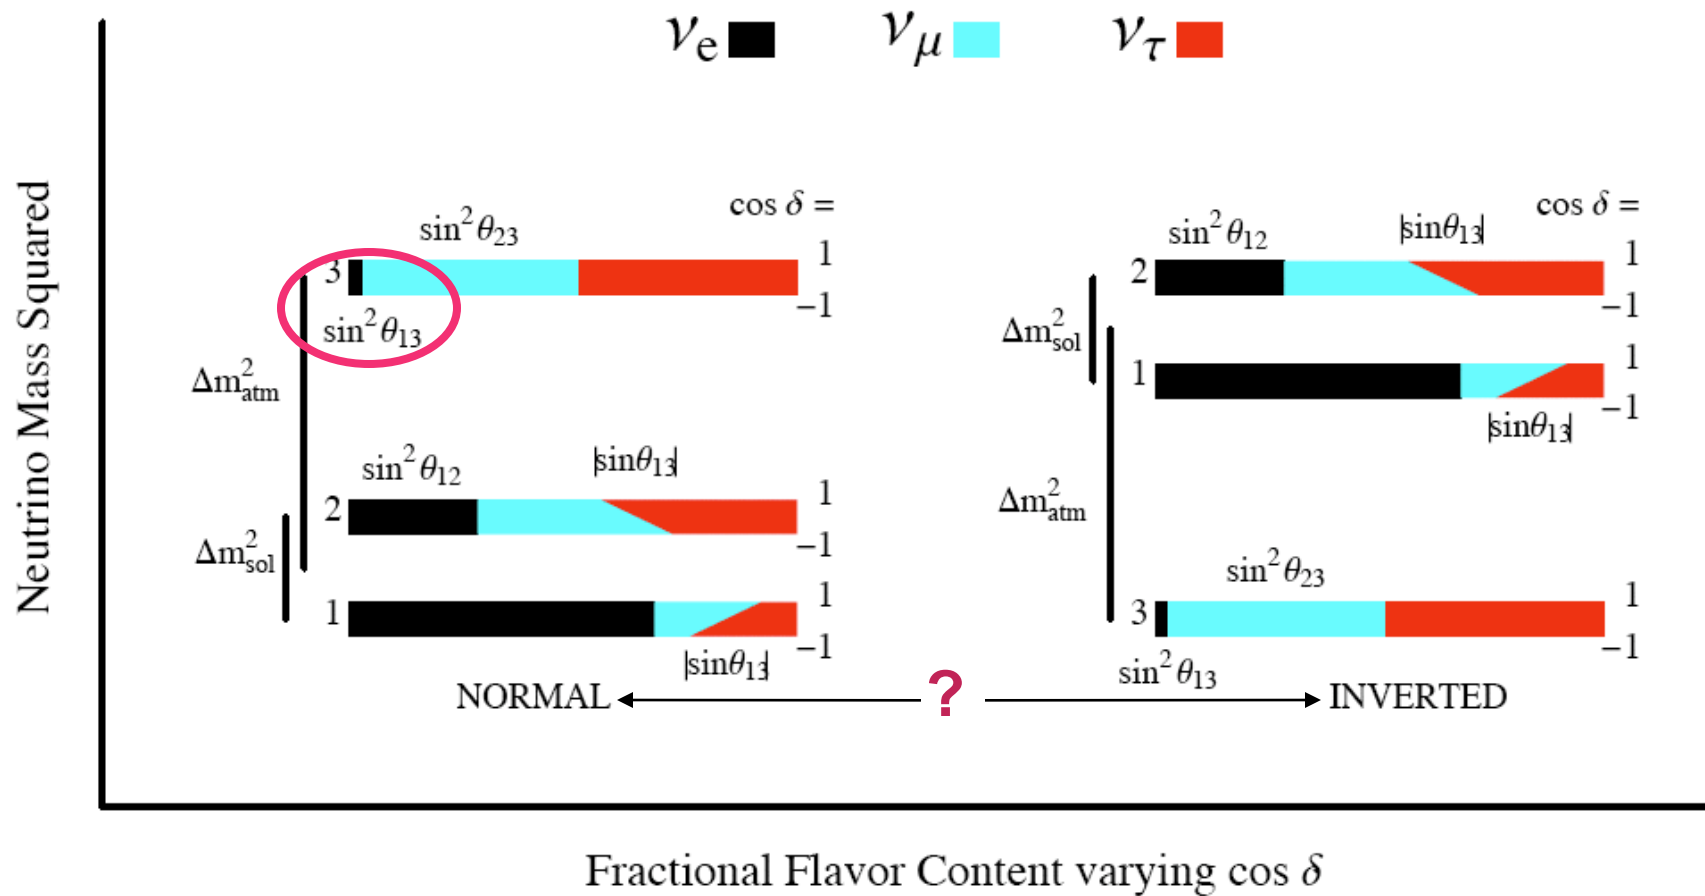 νe νμ ντ
Neutrino Mass Squared
cos δ =
sin²θ23
3
1
−1
sin²θ13
Δm²atm
sin²θ12
|sinθ13|
2
1
−1
Δm²sol
1
1
−1
|sinθ13|
NORMAL
?
cos δ =
sin²θ12
|sinθ13|
2
1
−1
Δm²sol
1
1
−1
|sinθ13|
Δm²atm
sin²θ23
3
1
−1
sin²θ13
INVERTED
Fractional Flavor Content varying cos δ